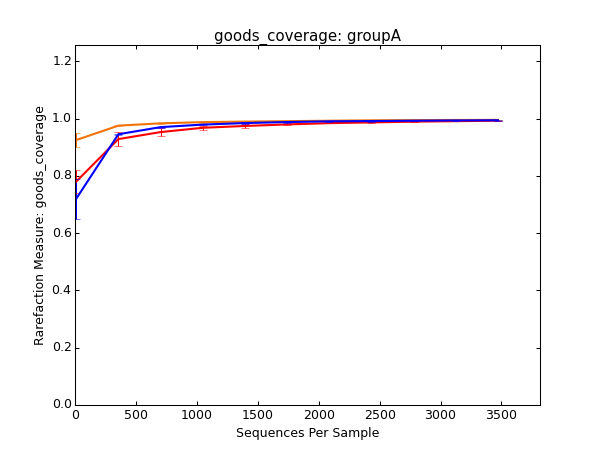 goods_coverage: groupA
Rarefaction Measure: goods_coverage
1.2
1.0
0.8
0.6
0.4
0.2
0.0
0 500 1000 1500 2000 2500 3000 3500
Sequences Per Sample